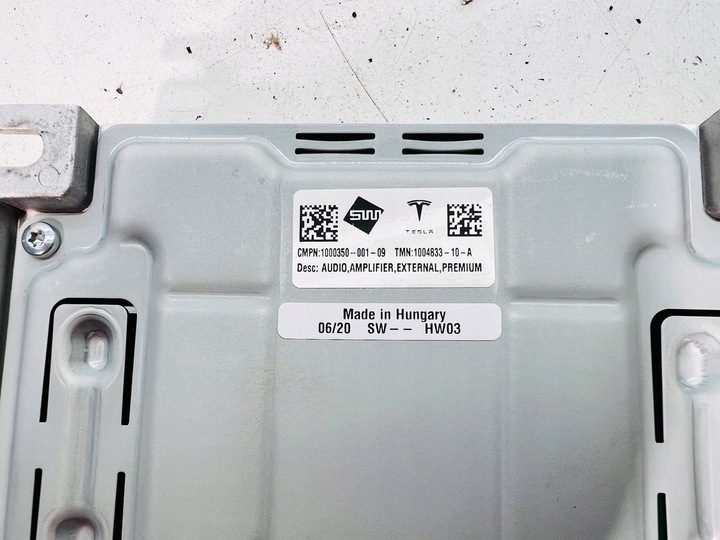 SWM
TESLA
CMPN:1000350-001-09 TMN:1004833-10-A
Desc: AUDIO,AMPLIFIER,EXTERNAL,PREMIUM
Made in Hungary
06/20 SW-- HW03